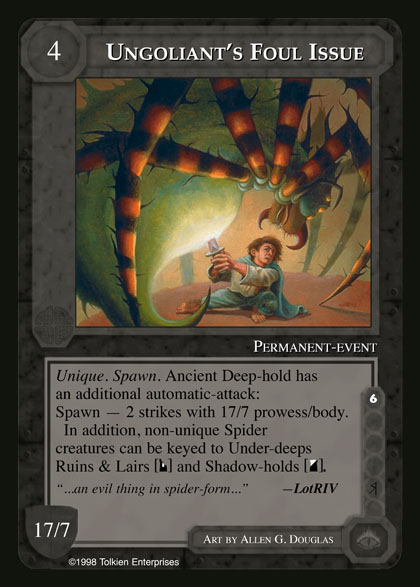 4
UNGOLIANT'S FOUL ISSUE
PERMANENT-EVENT
Unique. Spawn. Ancient Deep-hold has
an additional automatic-attack:
Spawn — 2 strikes with 17/7 prowess/body.
In addition, non-unique Spider
creatures can be keyed to Under-deeps
Ruins & Lairs [] and Shadow-holds [].
"...an evil thing in spider-form..." —LotRIV
6
17/7
ART BY ALLEN G. DOUGLAS
©1998 Tolkien Enterprises